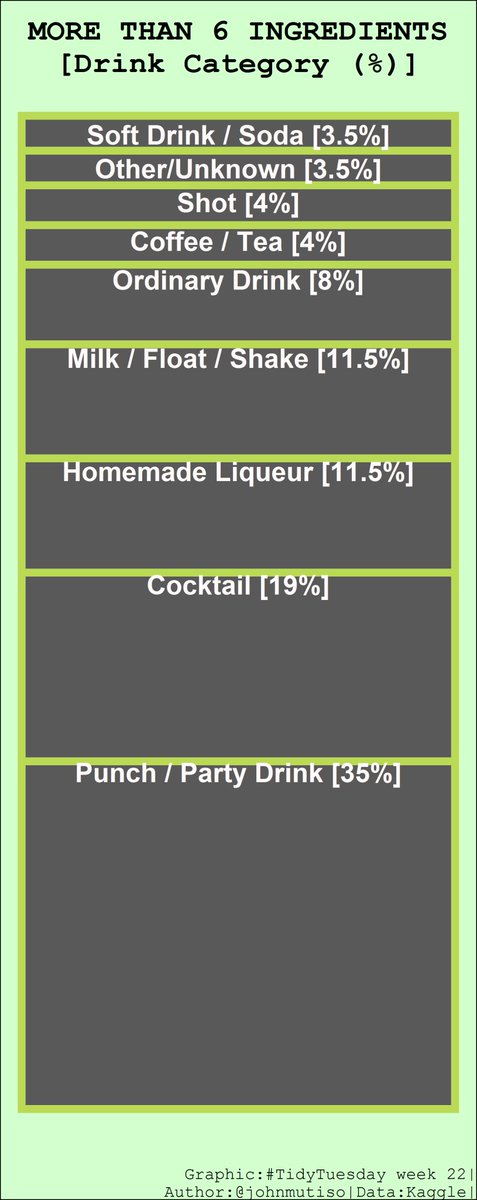 MORE THAN 6 INGREDIENTS
[Drink Category (%)]
Soft Drink / Soda [3.5%]
Other/Unknown [3.5%]
Shot [4%]
Coffee / Tea [4%]
Ordinary Drink [8%]
Milk / Float / Shake [11.5%]
Homemade Liqueur [11.5%]
Cocktail [19%]
Punch / Party Drink [35%]
Graphic:#TidyTuesday week 22|
Author:@johnmutiso|Data:Kaggle|